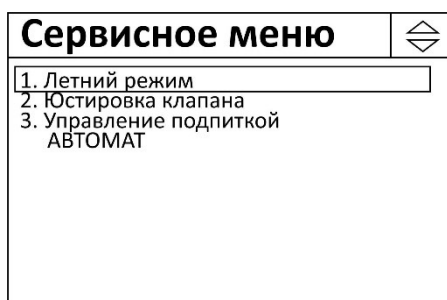 Сервисное меню
1. Летний режим
2. Юстировка клапана
3. Управление подпиткой
АВТОМАТ